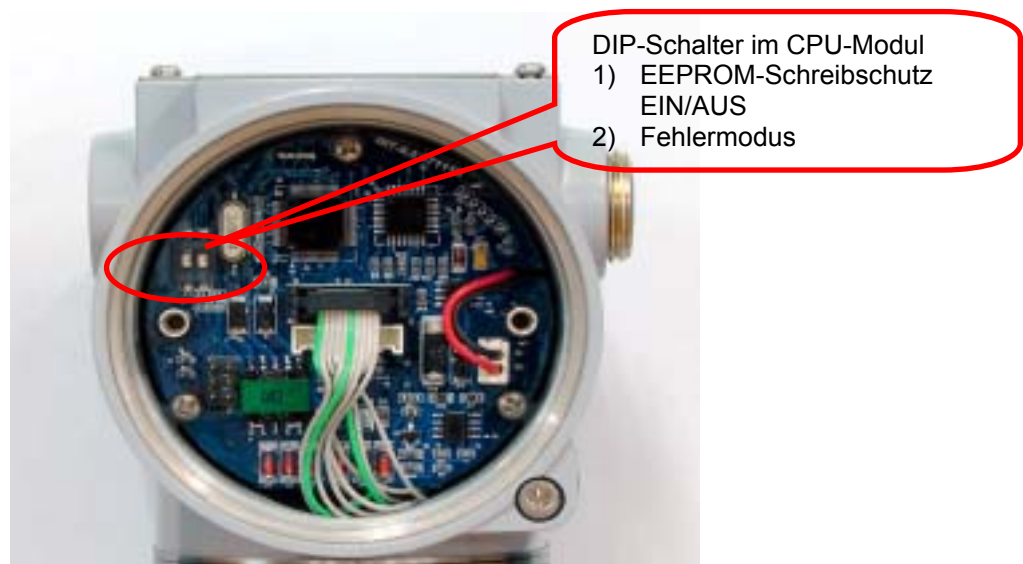 DIP-Schalter im CPU-Modul
1) EEPROM-Schreibschutz
EIN/AUS
2) Fehlermodus